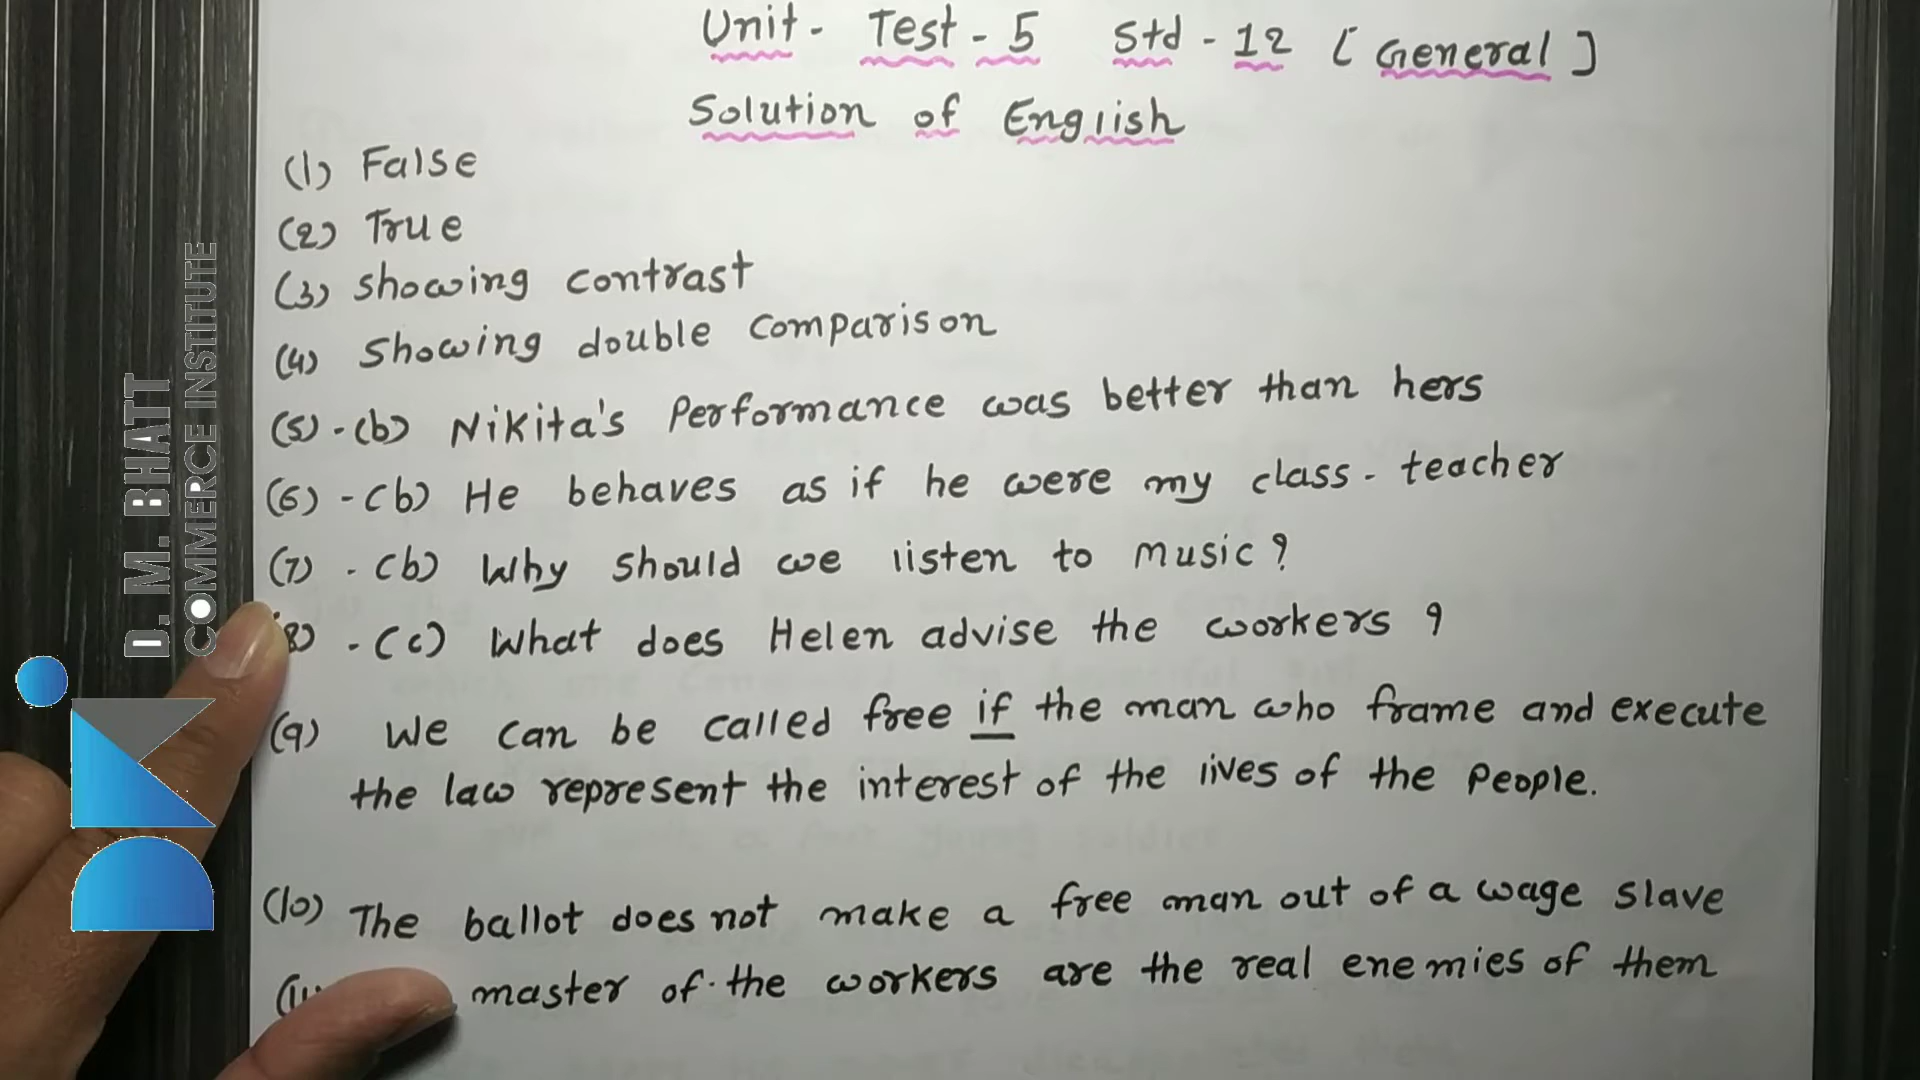 Unit - Test - 5 Std - 12 [General]
Solution of English
(1) False
(2) True
(3) showing contrast
(4) showing double comparison
(5) - (b) Nikita's Performance was better than hers
(6) - (b) He behaves as if he were my class - teacher
(7) - (b) Why should we listen to music ?
8) - (c) What does Helen advise the workers ?
(9) We can be called free if the man who frame and execute
the law represent the interest of the lives of the People.
(10) The ballot does not make a free man out of a wage slave
master of the workers are the real enemies of them
D. M. BHATT
COMMERCE INSTITUTE